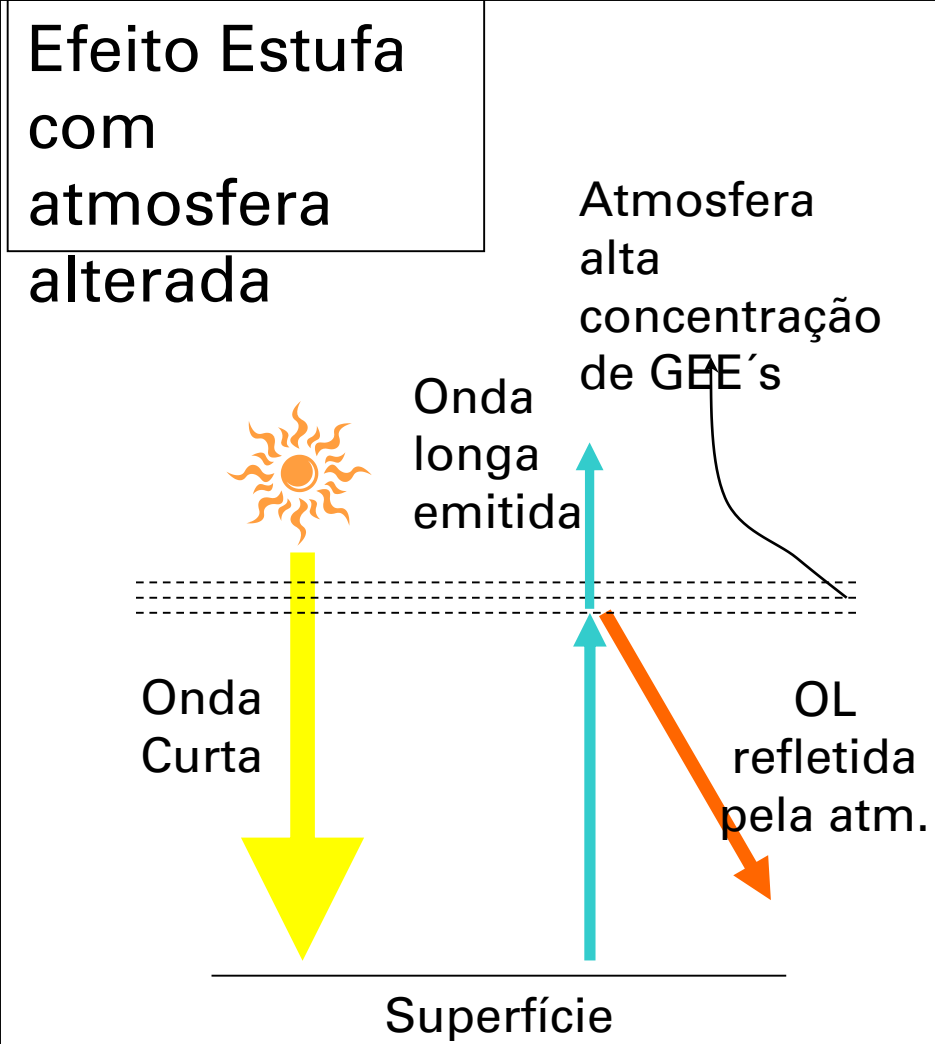 Efeito Estufa
com
atmosfera
alterada
Atmosfera
alta
concentração
de GEE´s
Onda
longa
emitida
Onda
Curta
OL
refletida
pela atm.
Superfície